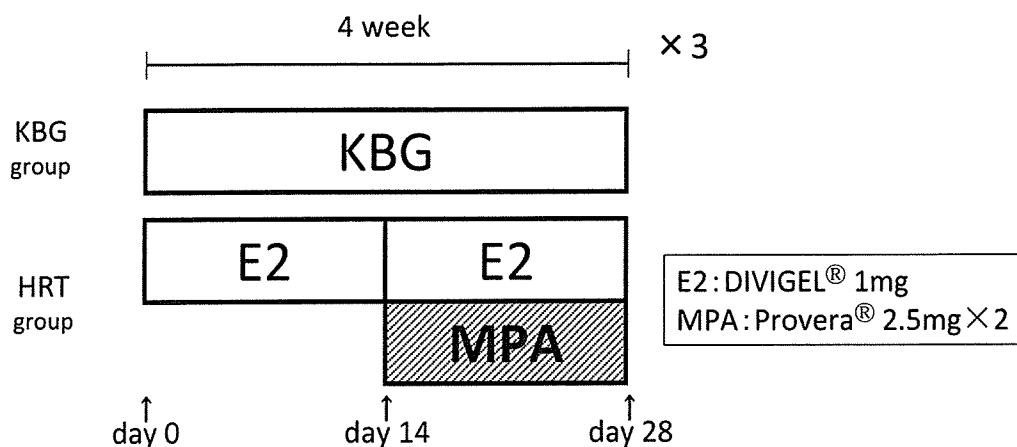 4 week
×3
KBG
group
KBG
HRT
group
E2
E2
MPA
E2:DIVIGEL® 1mg
MPA:Provera® 2.5mg×2
day 0
day 14
day 28